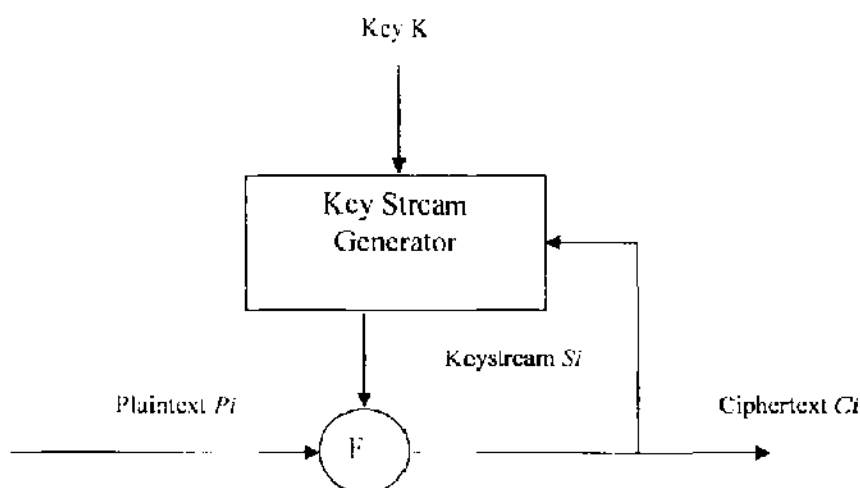 Key K
Key Stream
Generator
Keystream Si
Plaintext Pi
Ciphertext Ci
F